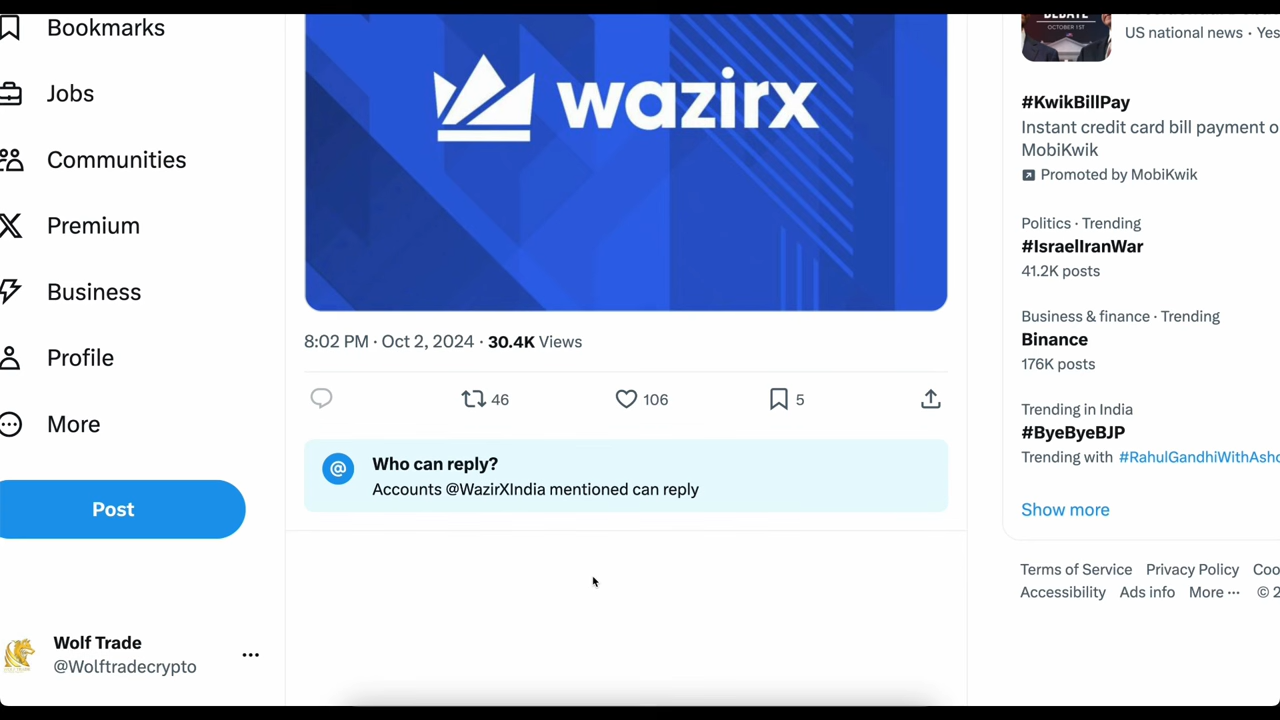 Bookmarks
Jobs
Communities
Premium
Business
Profile
More
Post
Wolf Trade
@Wolftradecrypto
wazirx
8:02 PM · Oct 2, 2024 · 30.4K Views
46
106
5
Who can reply?
Accounts @WazirXIndia mentioned can reply
DEBATE
OCTOBER 1ST
US national news · Yes
#KwikBillPay
Instant credit card bill payment o
MobiKwik
Promoted by MobiKwik
Politics · Trending
#IsraelIranWar
41.2K posts
Business & finance · Trending
Binance
176K posts
Trending in India
#ByeByeBJP
Trending with #RahulGandhiWithAsho
Show more
Terms of Service Privacy Policy Coo
Accessibility Ads info More ··· © 2